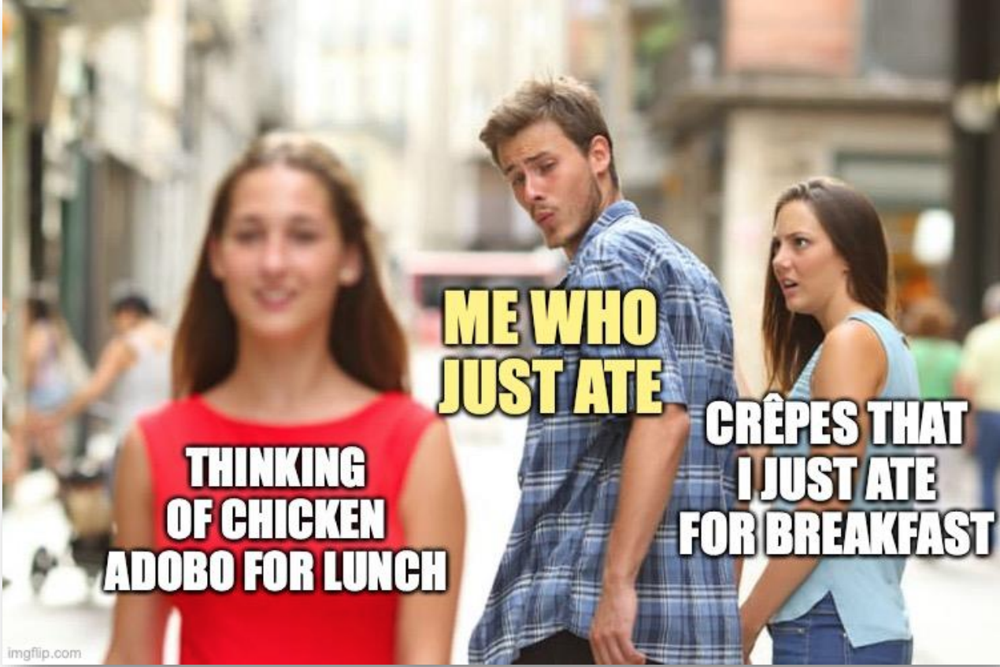 ME WHO
JUST ATE
CRÊPES THAT
I JUST ATE
FOR BREAKFAST
THINKING
OF CHICKEN
ADOBO FOR LUNCH
imgflip.com